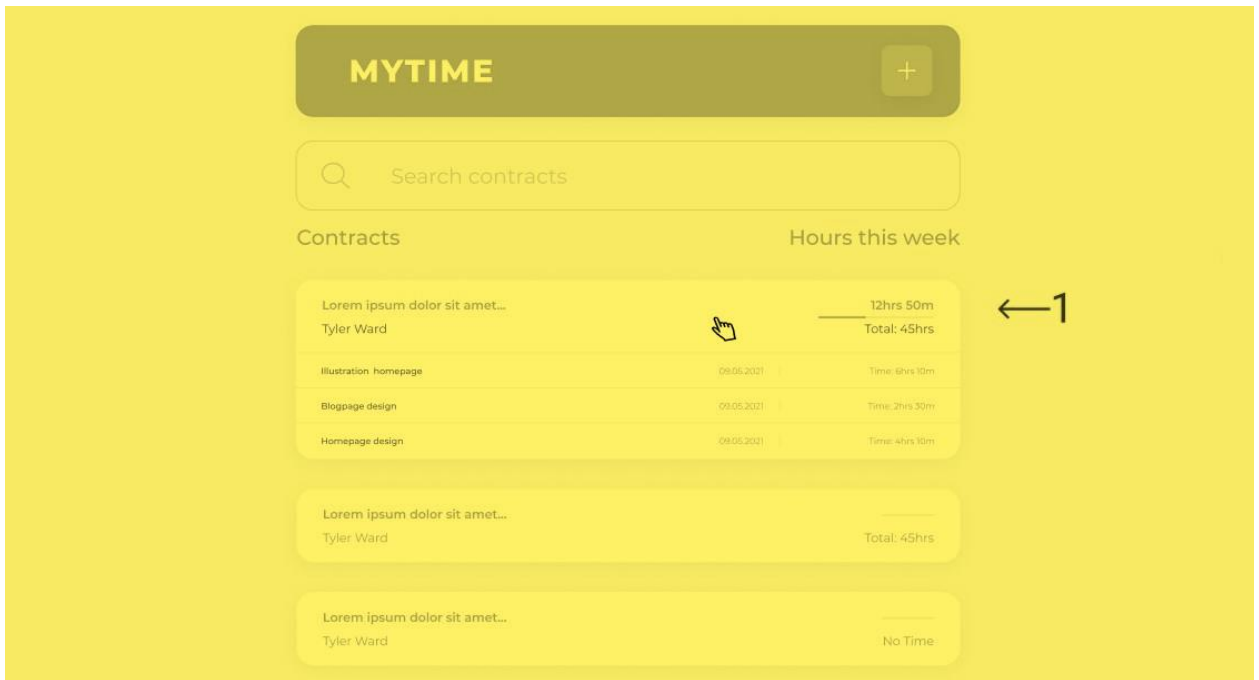 MYTIME +
Search contracts
Contracts Hours this week
Lorem ipsum dolor sit amet... 12hrs 50m
Tyler Ward Total: 45hrs
←1
Illustration homepage 09.05.2021 Time: 6hrs 10m
Blogpage design 09.05.2021 Time: 2hrs 30m
Homepage design 09.05.2021 Time: 4hrs 10m
Lorem ipsum dolor sit amet...
Tyler Ward Total: 45hrs
Lorem ipsum dolor sit amet...
Tyler Ward No Time